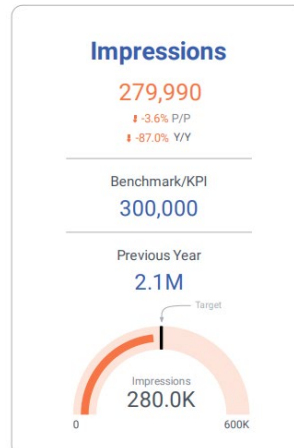 Impressions
279,990
⬇ -3.6% P/P
⬇ -87.0% Y/Y
Benchmark/KPI
300,000
Previous Year
2.1M
Target
Impressions
280.0K
0
600K